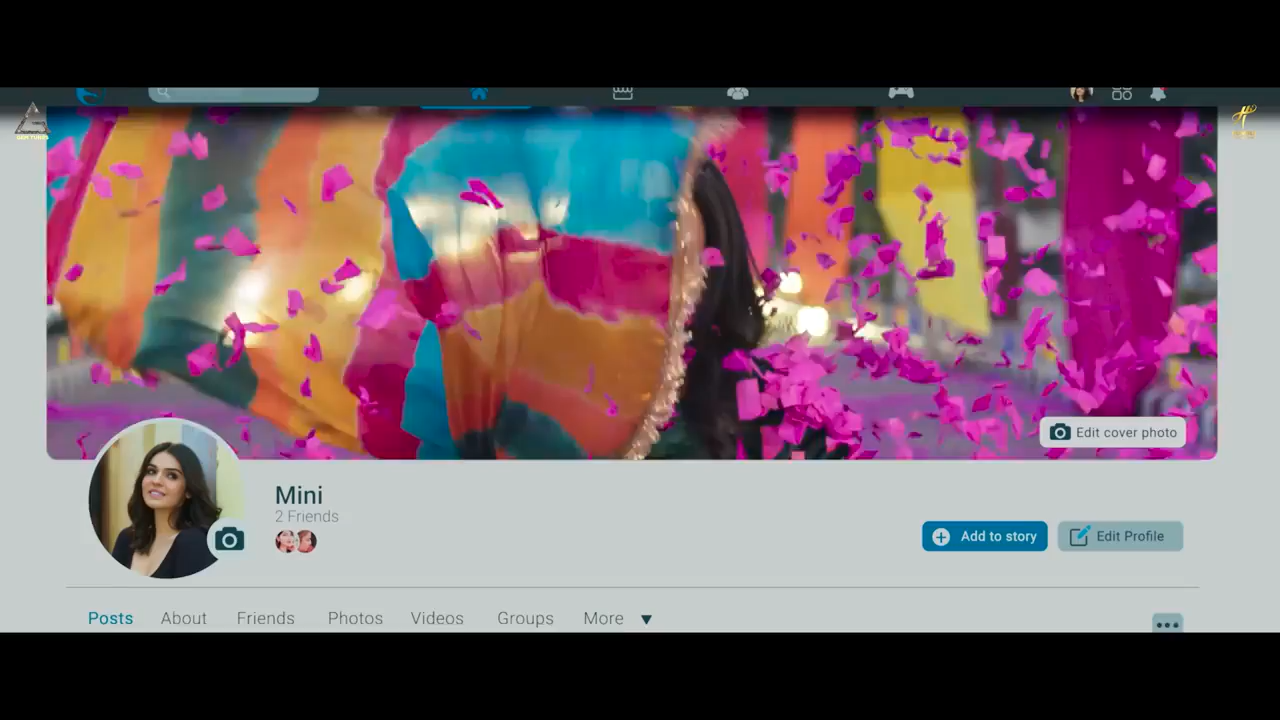 Edit cover photo
Mini
2 Friends
Add to story
Edit Profile
Posts About Friends Photos Videos Groups More